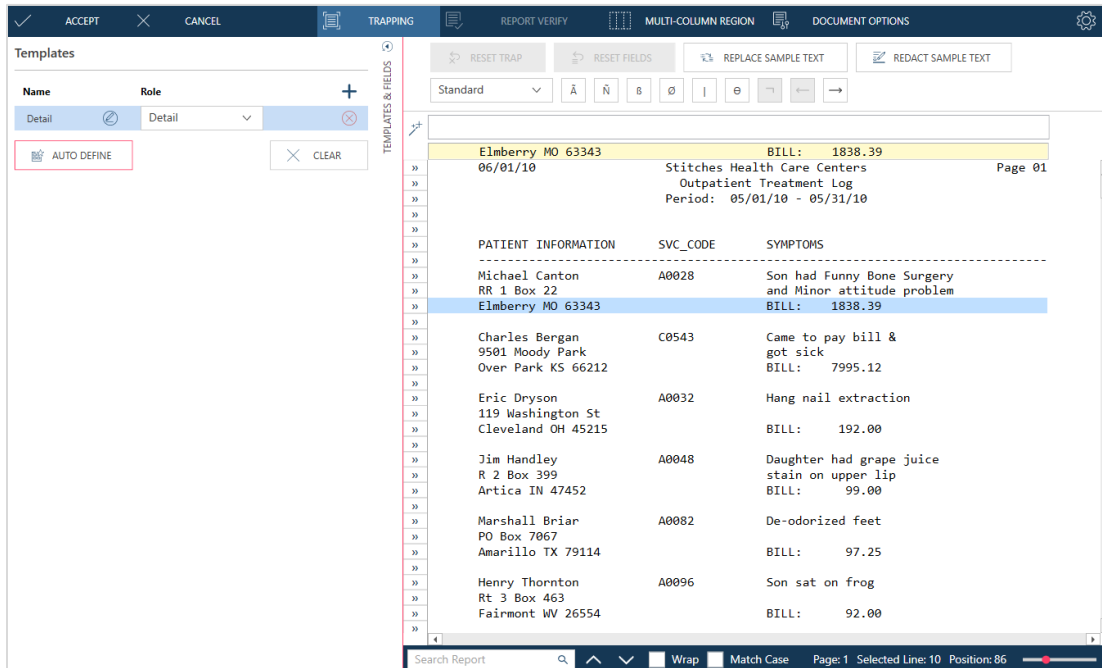 ACCEPT CANCEL TRAPPING REPORT VERIFY MULTI-COLUMN REGION DOCUMENT OPTIONS
Templates
Name Role
Detail Detail
AUTO DEFINE CLEAR
TEMPLATES & FIELDS
RESET TRAP RESET FIELDS REPLACE SAMPLE TEXT REDACT SAMPLE TEXT
Standard Ã Ñ ß Ø | Ѳ ¬ ← →
Elmberry MO 63343 BILL: 1838.39
06/01/10 Stitches Health Care Centers Page 01
Outpatient Treatment Log
Period: 05/01/10 - 05/31/10
PATIENT INFORMATION SVC_CODE SYMPTOMS
Michael Canton A0028 Son had Funny Bone Surgery
RR 1 Box 22 and Minor attitude problem
Elmberry MO 63343 BILL: 1838.39
Charles Bergan C0543 Came to pay bill &
9501 Moody Park got sick
Over Park KS 66212 BILL: 7995.12
Eric Dryson A0032 Hang nail extraction
119 Washington St
Cleveland OH 45215 BILL: 192.00
Jim Handley A0048 Daughter had grape juice
R 2 Box 399 stain on upper lip
Artica IN 47452 BILL: 99.00
Marshall Briar A0082 De-odorized feet
PO Box 7067
Amarillo TX 79114 BILL: 97.25
Henry Thornton A0096 Son sat on frog
Rt 3 Box 463
Fairmont WV 26554 BILL: 92.00
Search Report Wrap Match Case Page: 1 Selected Line: 10 Position: 86